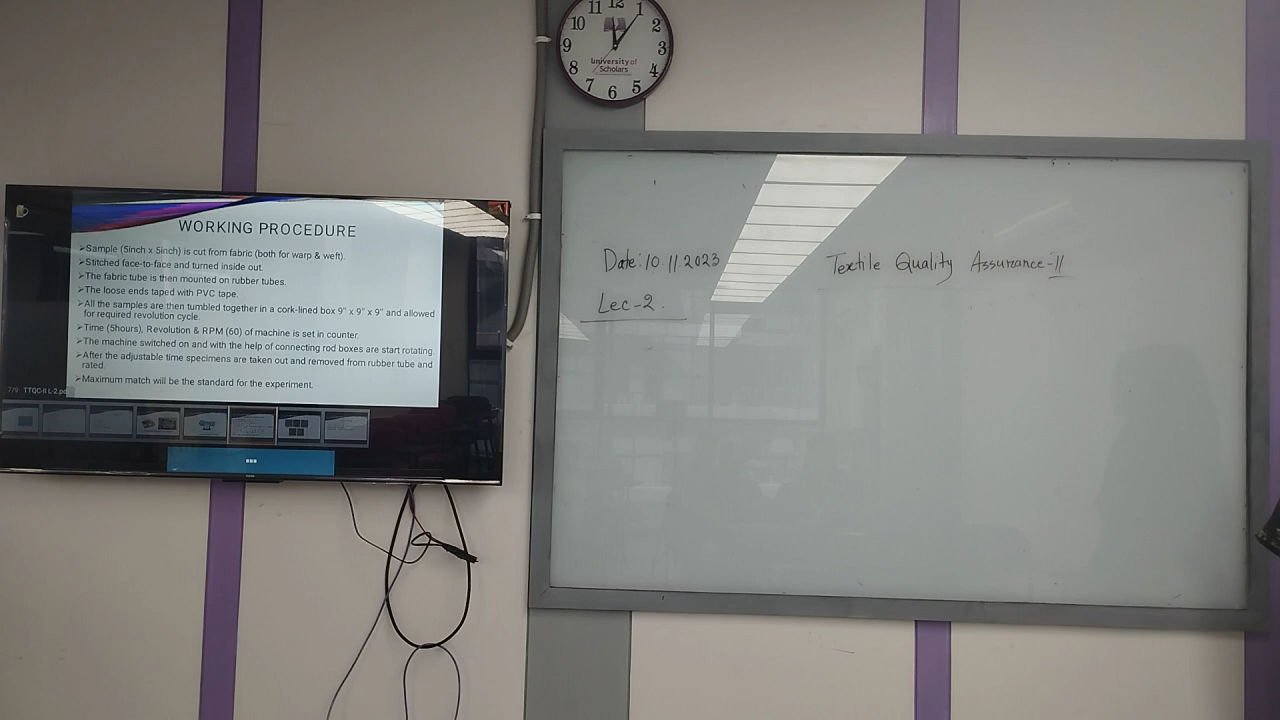 11 12 1
10 2
9 3
8 4
7 6 5
University of
Scholars
WORKING PROCEDURE
➢Sample (5inch x 5inch) is cut from fabric (both for warp & weft).
➢Stitched face-to-face and turned inside out.
➢The fabric tube is then mounted on rubber tubes.
➢The loose ends taped with PVC tape.
➢All the samples are then tumbled together in a cork-lined box 9" x 9" x 9" and allowed
for required revolution cycle.
➢Time (5hours), Revolution & RPM (60) of machine is set in counter.
➢The machine switched on and with the help of connecting rod boxes are start rotating.
➢After the adjustable time specimens are taken out and removed from rubber tube and
rated.
➢Maximum match will be the standard for the experiment.
7/9 TTQC-II L-2.pd
Date: 10 11 2023
Lec-2.
Textile Quality Assurance-II